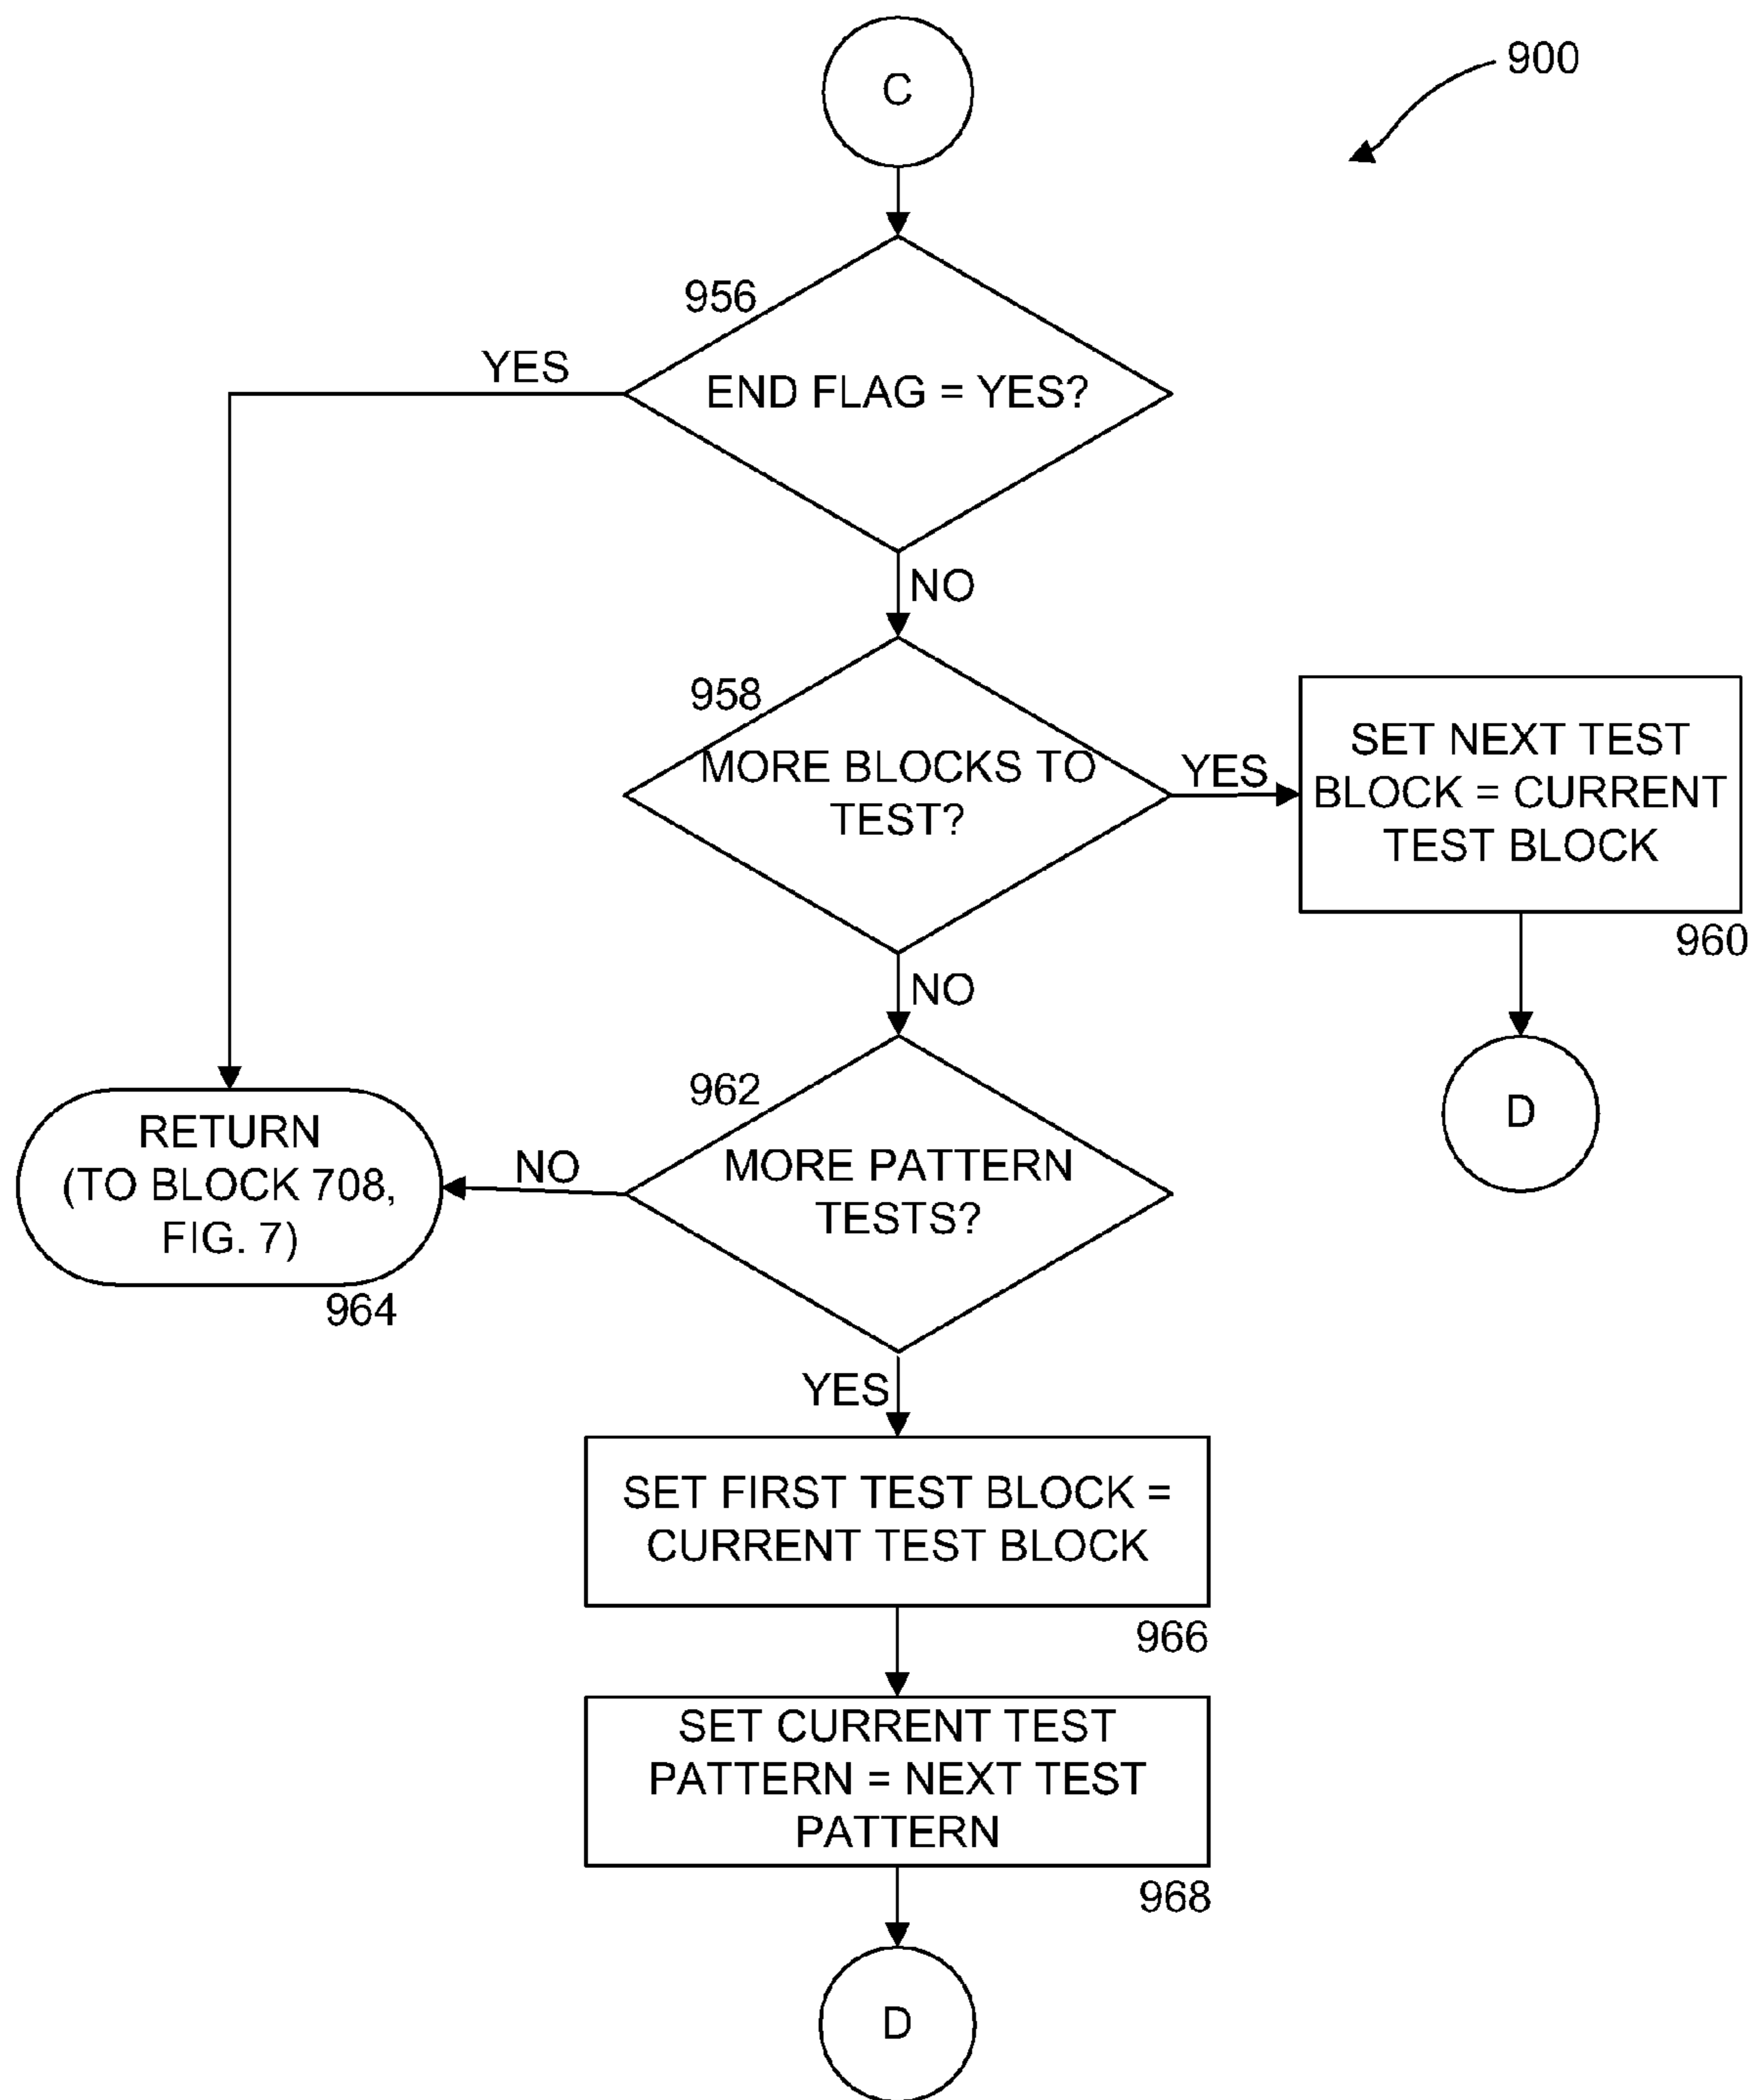 C
900
956
YES
END FLAG = YES?
NO
958
MORE BLOCKS TO
TEST?
YES
SET NEXT TEST
BLOCK = CURRENT
TEST BLOCK
960
D
NO
962
MORE PATTERN
TESTS?
NO
RETURN
(TO BLOCK 708,
FIG. 7)
964
YES
SET FIRST TEST BLOCK =
CURRENT TEST BLOCK
966
SET CURRENT TEST
PATTERN = NEXT TEST
PATTERN
968
D